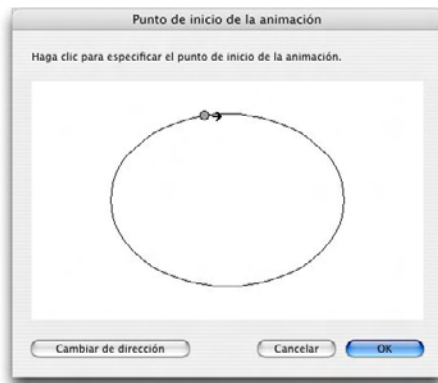 Punto de inicio de la animación
Haga clic para especificar el punto de inicio de la animación.
Cambiar de dirección
Cancelar
OK